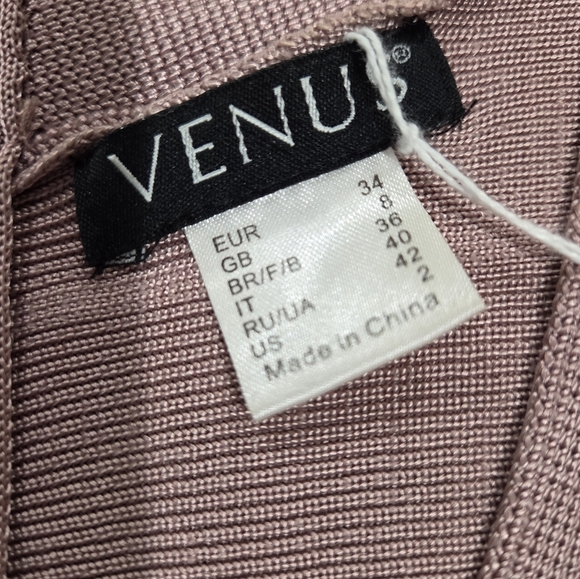 VENUS®
EUR 34
GB 8
BR/F/B 36
IT 40
RU/UA 42
US 2
Made in China